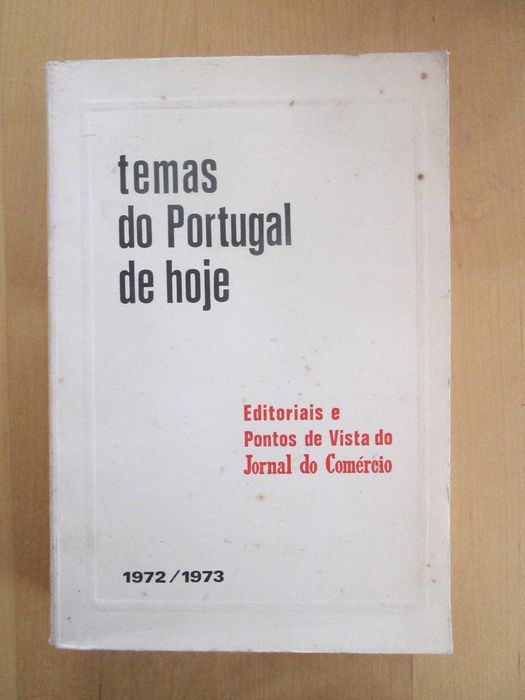 temas
do Portugal
de hoje
Editoriais e
Pontos de Vista do
Jornal do Comércio
1972/1973